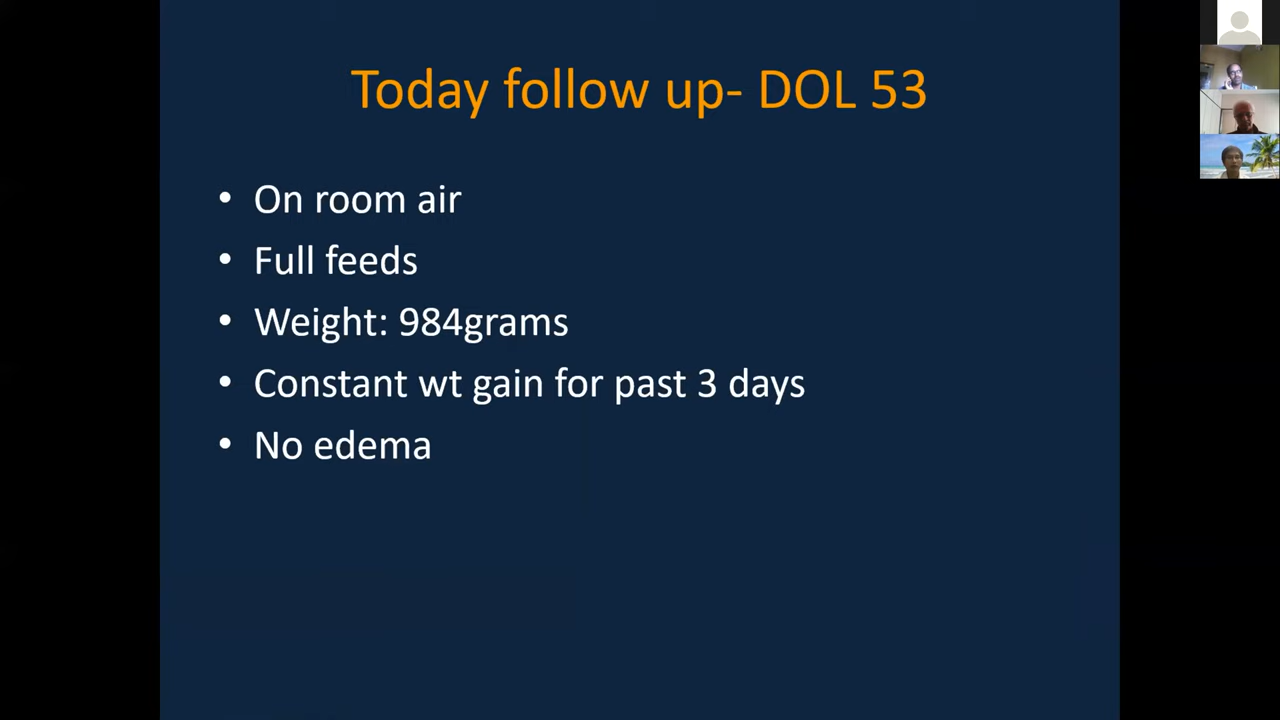 Today follow up- DOL 53
• On room air
• Full feeds
• Weight: 984grams
• Constant wt gain for past 3 days
• No edema